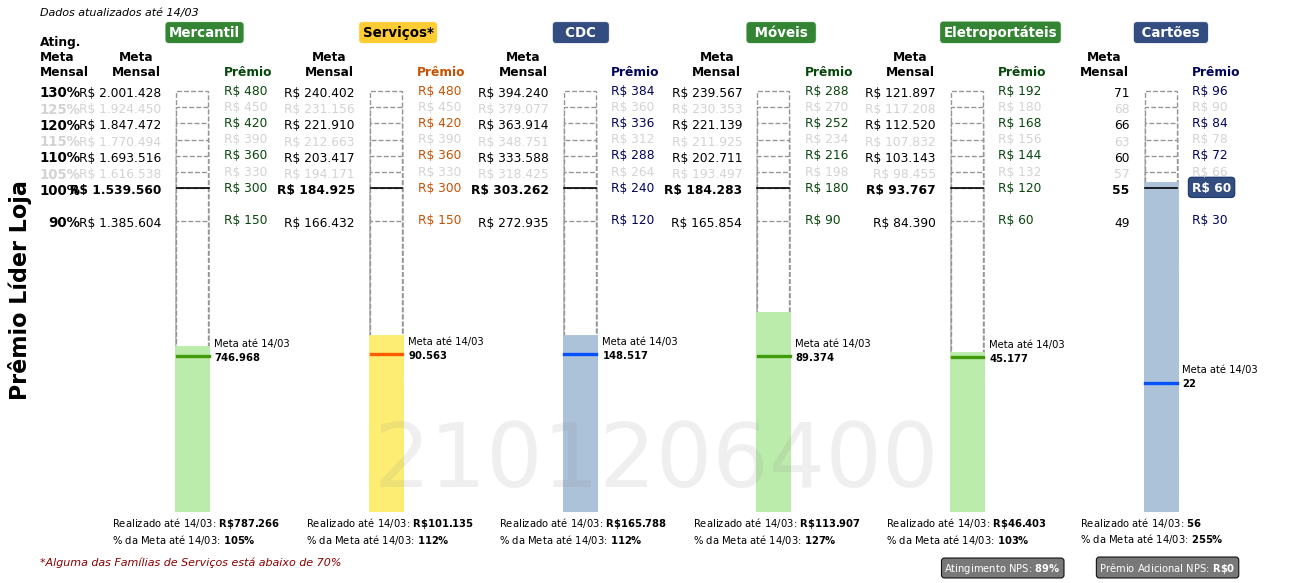 Dados atualizados até 14/03
Mercantil Serviços* CDC Móveis Eletroportáteis Cartões
Ating. Meta Mensal
Meta Mensal Prêmio Meta Mensal Prêmio Meta Mensal Prêmio Meta Mensal Prêmio Meta Mensal Prêmio Meta Mensal Prêmio
130% R$ 2.001.428 R$ 480 R$ 240.402 R$ 480 R$ 394.240 R$ 384 R$ 239.567 R$ 288 R$ 121.897 R$ 192 71 R$ 96
125% R$ 1.924.450 R$ 450 R$ 231.156 R$ 450 R$ 379.077 R$ 360 R$ 230.353 R$ 270 R$ 117.208 R$ 180 68 R$ 90
120% R$ 1.847.472 R$ 420 R$ 221.910 R$ 420 R$ 363.914 R$ 336 R$ 221.139 R$ 252 R$ 112.520 R$ 168 66 R$ 84
115% R$ 1.770.494 R$ 390 R$ 212.663 R$ 390 R$ 348.751 R$ 312 R$ 211.925 R$ 234 R$ 107.832 R$ 156 63 R$ 78
110% R$ 1.693.516 R$ 360 R$ 203.417 R$ 360 R$ 333.588 R$ 288 R$ 202.711 R$ 216 R$ 103.143 R$ 144 60 R$ 72
105% R$ 1.616.538 R$ 330 R$ 194.171 R$ 330 R$ 318.425 R$ 264 R$ 193.497 R$ 198 R$ 98.455 R$ 132 57 R$ 66
100% R$ 1.539.560 R$ 300 R$ 184.925 R$ 300 R$ 303.262 R$ 240 R$ 184.283 R$ 180 R$ 93.767 R$ 120 55 R$ 60
90% R$ 1.385.604 R$ 150 R$ 166.432 R$ 150 R$ 272.935 R$ 120 R$ 165.854 R$ 90 R$ 84.390 R$ 60 49 R$ 30
Prêmio Líder Loja
Meta até 14/03 Meta até 14/03 Meta até 14/03 Meta até 14/03 Meta até 14/03
746.968 90.563 148.517 89.374 45.177
Meta até 14/03
22
2101206400
Realizado até 14/03: R$787.266 Realizado até 14/03: R$101.135 Realizado até 14/03: R$165.788 Realizado até 14/03: R$113.907 Realizado até 14/03: R$46.403 Realizado até 14/03: 56
% da Meta até 14/03: 105% % da Meta até 14/03: 112% % da Meta até 14/03: 112% % da Meta até 14/03: 127% % da Meta até 14/03: 103% % da Meta até 14/03: 255%
*Alguma das Famílias de Serviços está abaixo de 70%
Atingimento NPS: 89% Prêmio Adicional NPS: R$0